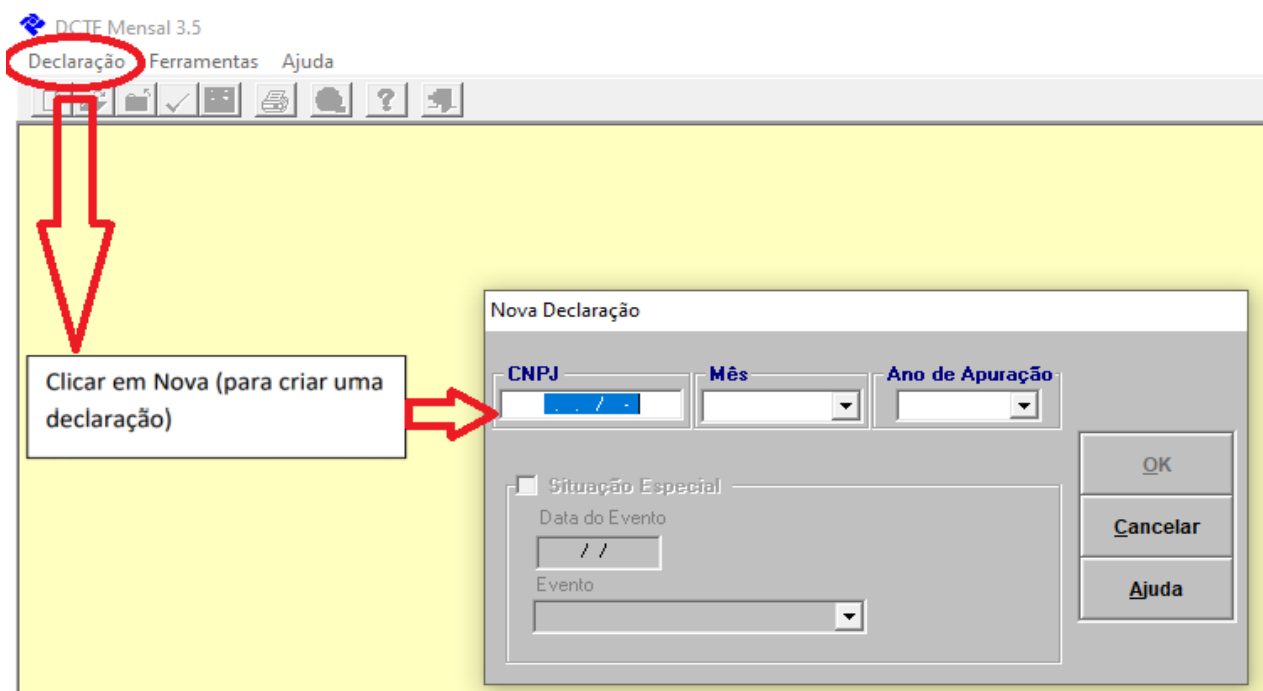 DCTF Mensal 3.5
Declaração Ferramentas Ajuda
?
Nova Declaração
Clicar em Nova (para criar uma
declaração)
CNPJ Mês Ano de Apuração
. . / -
OK
Situação Especial
Data do Evento
/ /
Cancelar
Evento
Ajuda